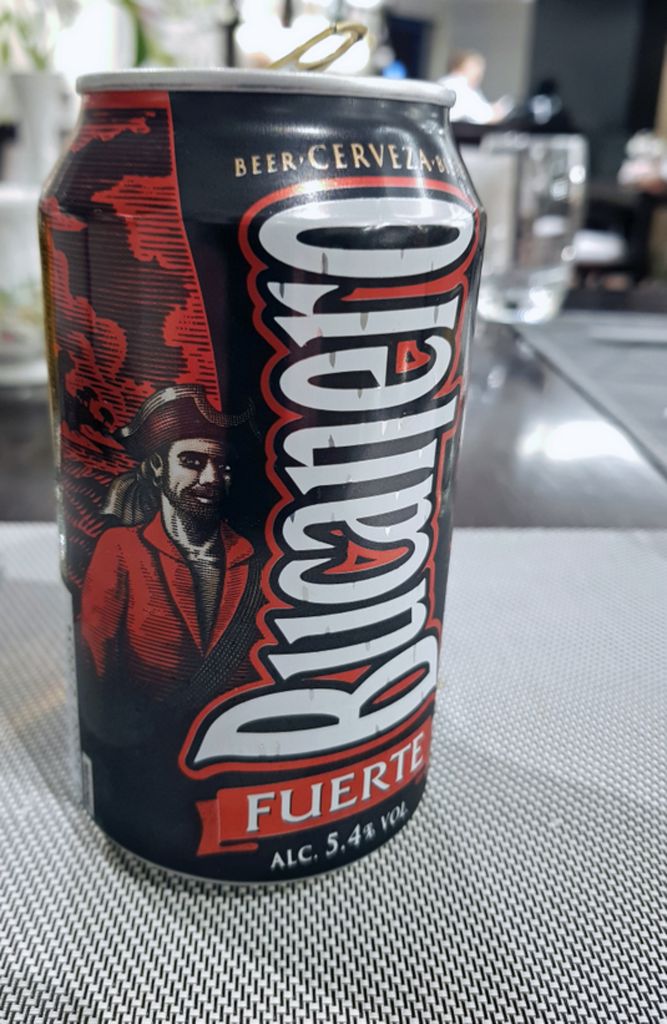 BEER·CERVEZA·
Bucanero
FUERTE
ALC. 5.4% VOL